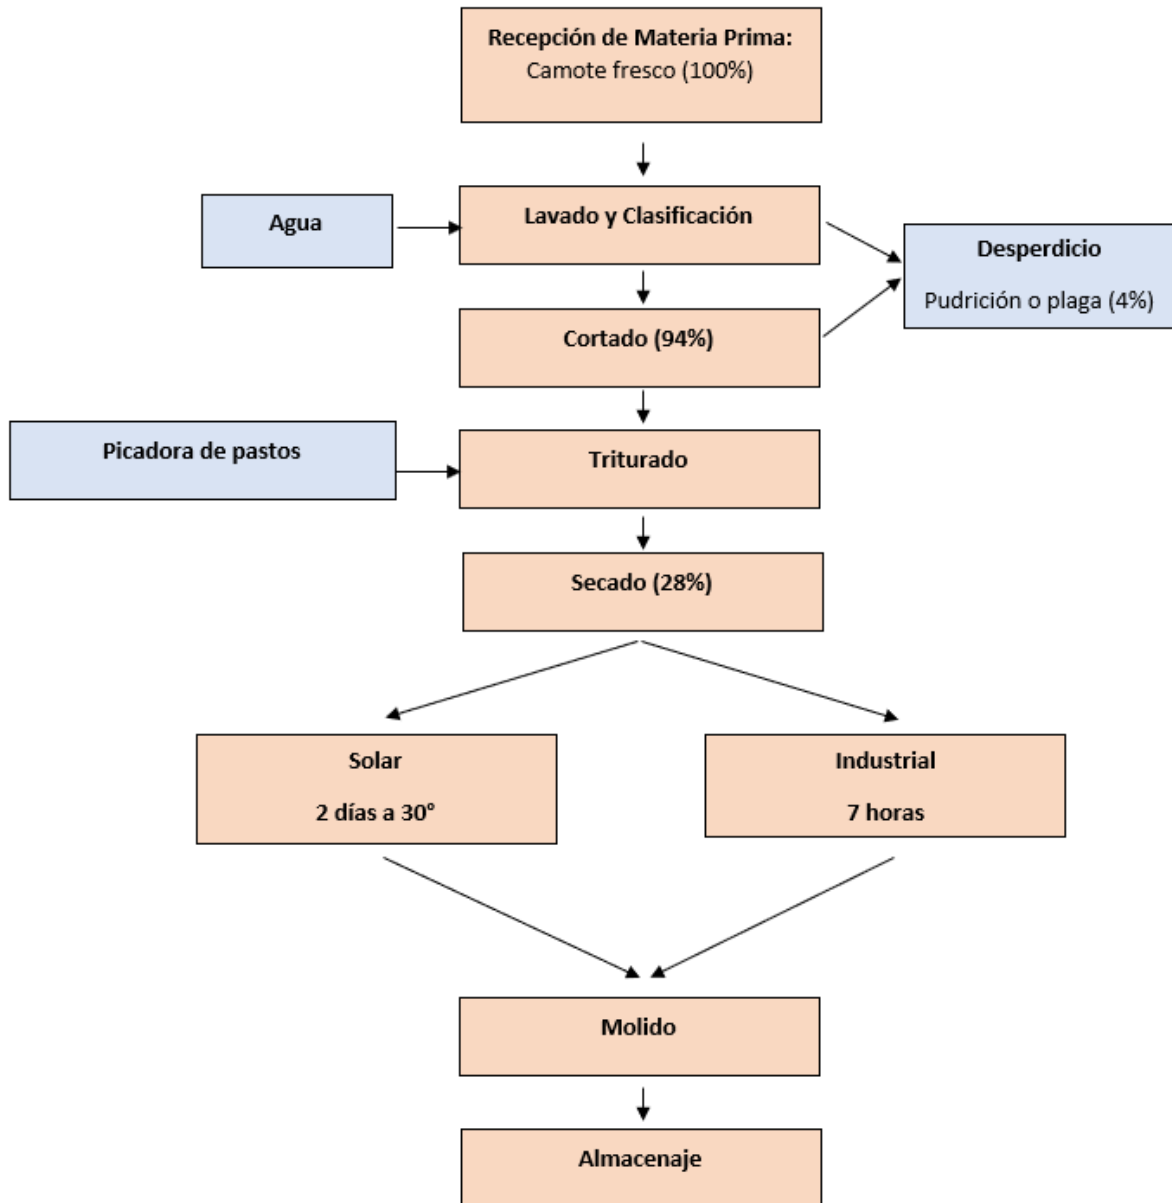 Recepción de Materia Prima:
Camote fresco (100%)
Agua
Lavado y Clasificación
Desperdicio
Pudrición o plaga (4%)
Cortado (94%)
Picadora de pastos
Triturado
Secado (28%)
Solar
2 días a 30°
Industrial
7 horas
Molido
Almacenaje